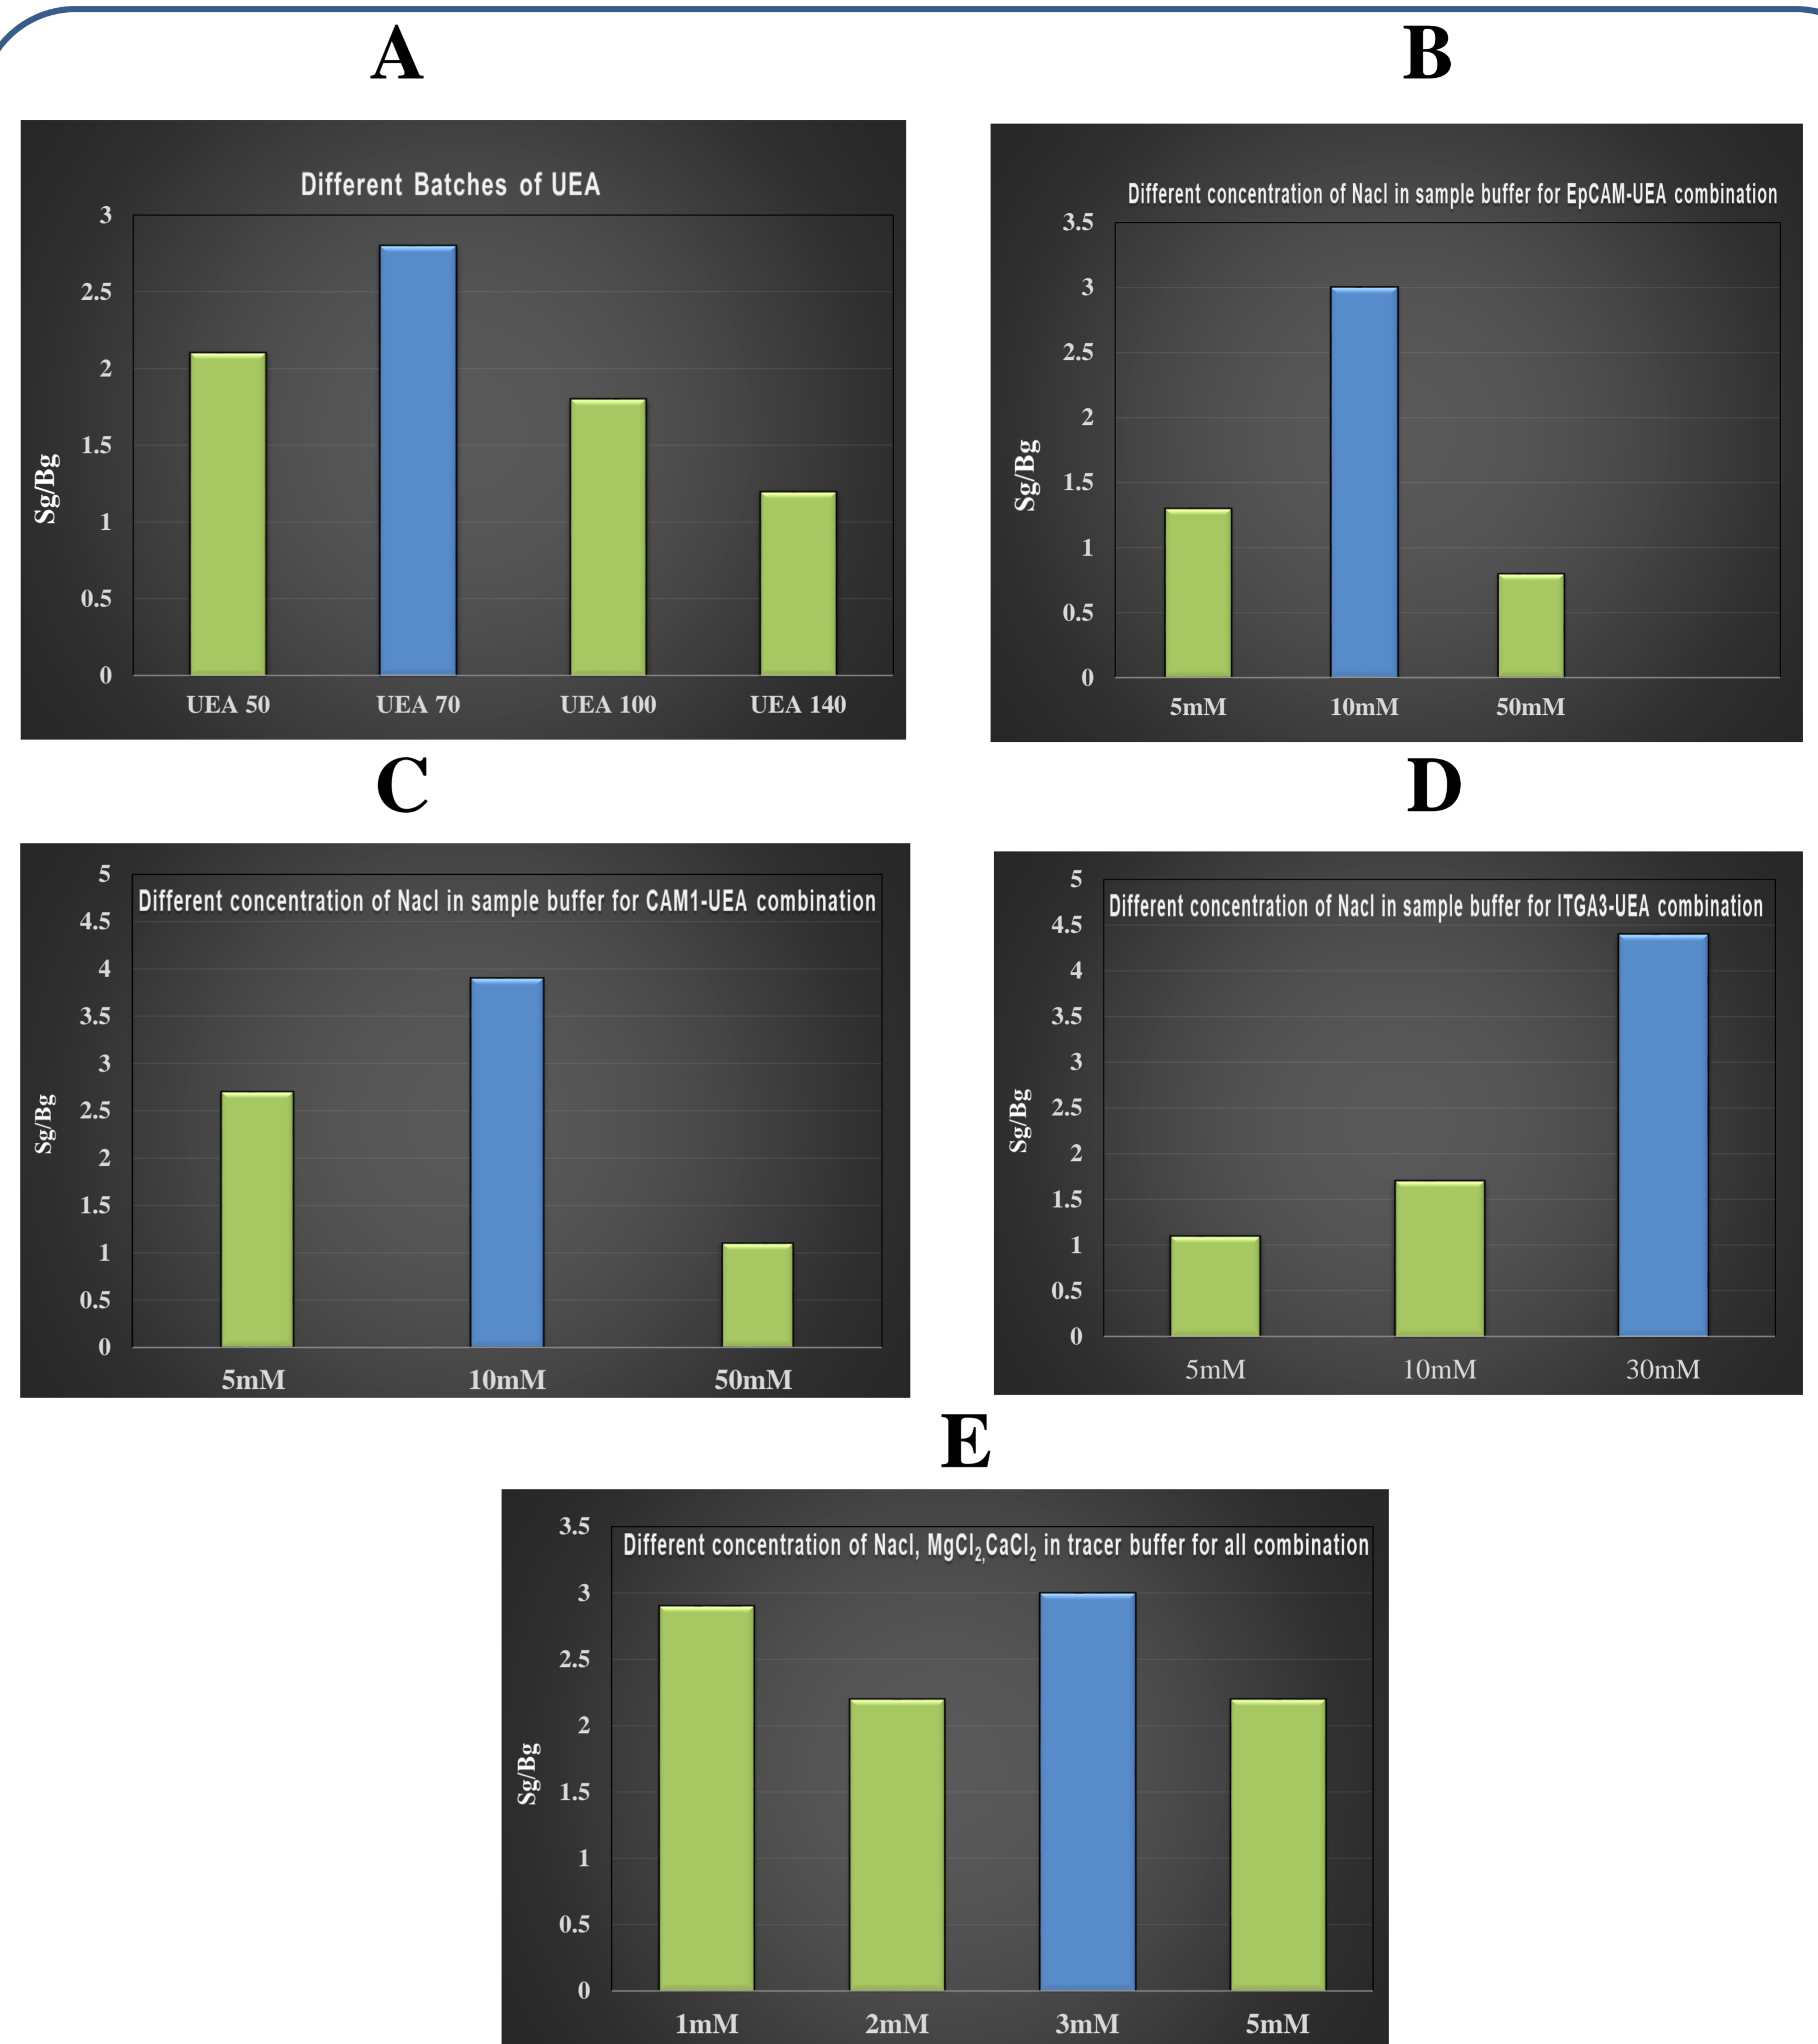 A
B
Different Batches of UEA
3
2.5
2
1.5
1
0.5
0
Sg/Bg
UEA 50 UEA 70 UEA 100 UEA 140
Different concentration of Nacl in sample buffer for EpCAM-UEA combination
3.5
3
2.5
2
1.5
1
0.5
0
Sg/Bg
5mM 10mM 50mM
C
D
Different concentration of Nacl in sample buffer for CAM1-UEA combination
5
4.5
4
3.5
3
2.5
2
1.5
1
0.5
0
Sg/Bg
5mM 10mM 50mM
Different concentration of Nacl in sample buffer for ITGA3-UEA combination
5
4.5
4
3.5
3
2.5
2
1.5
1
0.5
0
Sg/Bg
5mM 10mM 30mM
E
Different concentration of Nacl, MgCl₂,CaCl₂ in tracer buffer for all combination
3.5
3
2.5
2
1.5
1
0.5
0
Sg/Bg
1mM 2mM 3mM 5mM